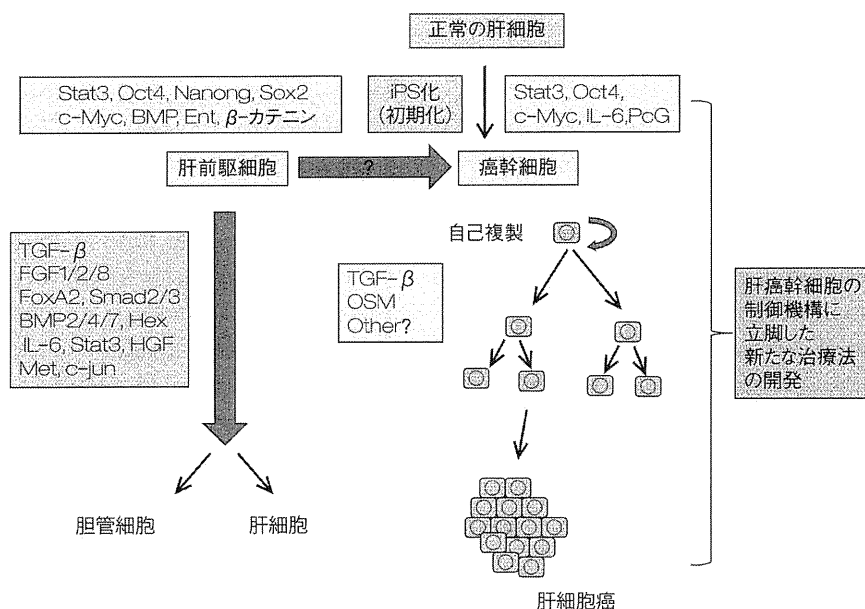 正常の肝細胞
Stat3, Oct4, Nanong, Sox2
c-Myc, BMP, Ent, β-カテニン
iPS化
(初期化)
Stat3, Oct4,
c-Myc, IL-6,PcG
肝前駆細胞
?
癌幹細胞
自己複製
TGF-β
FGF1/2/8
FoxA2, Smad2/3
BMP2/4/7, Hex
IL-6, Stat3, HGF
Met, c-jun
TGF-β
OSM
Other?
肝癌幹細胞の
制御機構に
立脚した
新たな治療法
の開発
胆管細胞
肝細胞
肝細胞癌